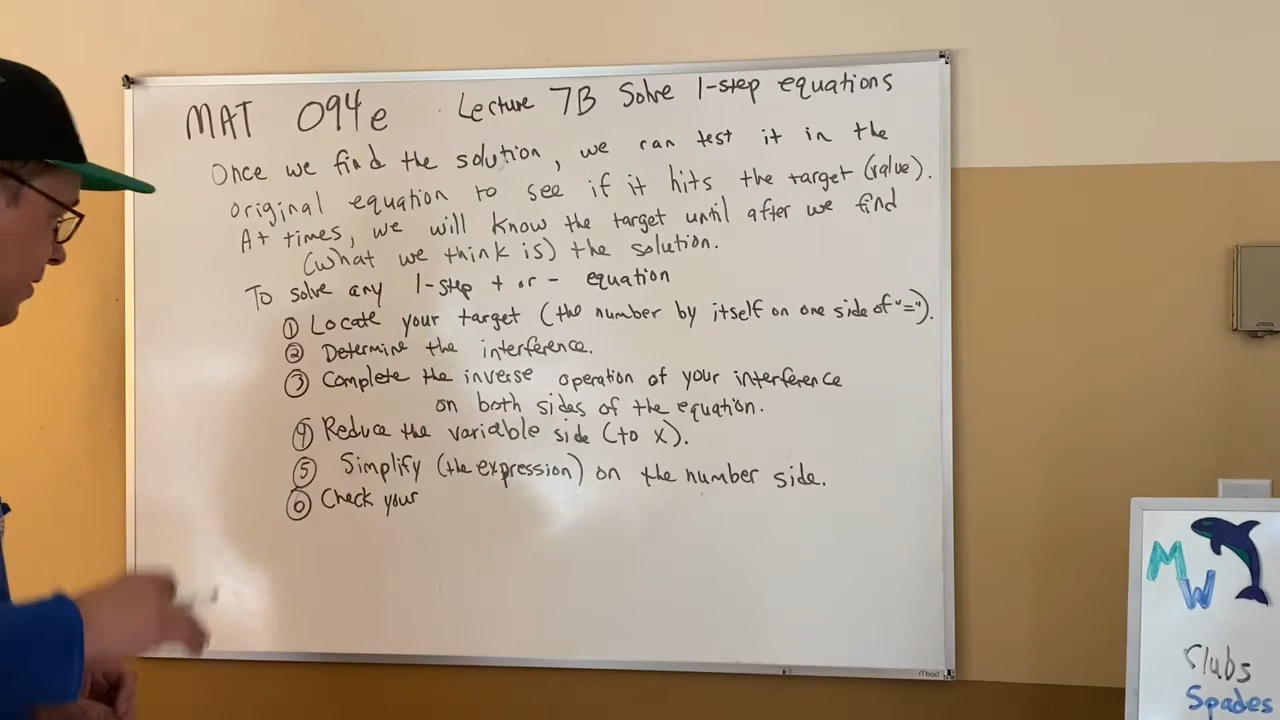 MAT 094e Lecture 7B Solve 1-step equations
Once we find the solution, we can test it in the
original equation to see if it hits the target (value).
At times, we will know the target until after we find
(what we think is) the solution.
To solve any 1-step + or - equation
① Locate your target (the number by itself on one side of "=").
② Determine the interference.
③ Complete the inverse operation of your interference
on both sides of the equation.
④ Reduce the variable side (to x).
⑤ Simplify (the expression) on the number side.
⑥ Check your
Mead
MW
Clubs
Spades